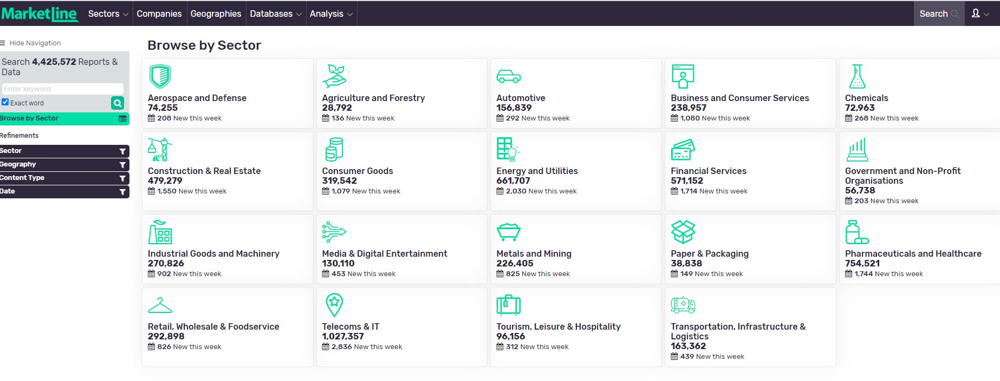 MarketLine
Sectors
Companies
Geographies
Databases
Analysis
Search
Hide Navigation
Search 4,425,572 Reports &
Data
Enter keyword
Exact word
Browse by Sector
Refinements
Sector
Geography
Content Type
Date
Browse by Sector
Aerospace and Defense
74,255
208 New this week
Agriculture and Forestry
28,792
136 New this week
Automotive
156,839
292 New this week
Business and Consumer Services
238,957
1,080 New this week
Chemicals
72,963
268 New this week
Construction & Real Estate
479,279
1,550 New this week
Consumer Goods
319,542
1,079 New this week
Energy and Utilities
661,707
2,030 New this week
Financial Services
571,152
1,714 New this week
Government and Non-Profit
Organisations
56,738
203 New this week
Industrial Goods and Machinery
270,826
902 New this week
Media & Digital Entertainment
130,110
453 New this week
Metals and Mining
226,405
825 New this week
Paper & Packaging
38,838
149 New this week
Pharmaceuticals and Healthcare
754,521
1,744 New this week
Retail, Wholesale & Foodservice
292,898
826 New this week
Telecoms & IT
1,027,357
2,836 New this week
Tourism, Leisure & Hospitality
96,156
312 New this week
Transportation, Infrastructure &
Logistics
163,362
439 New this week